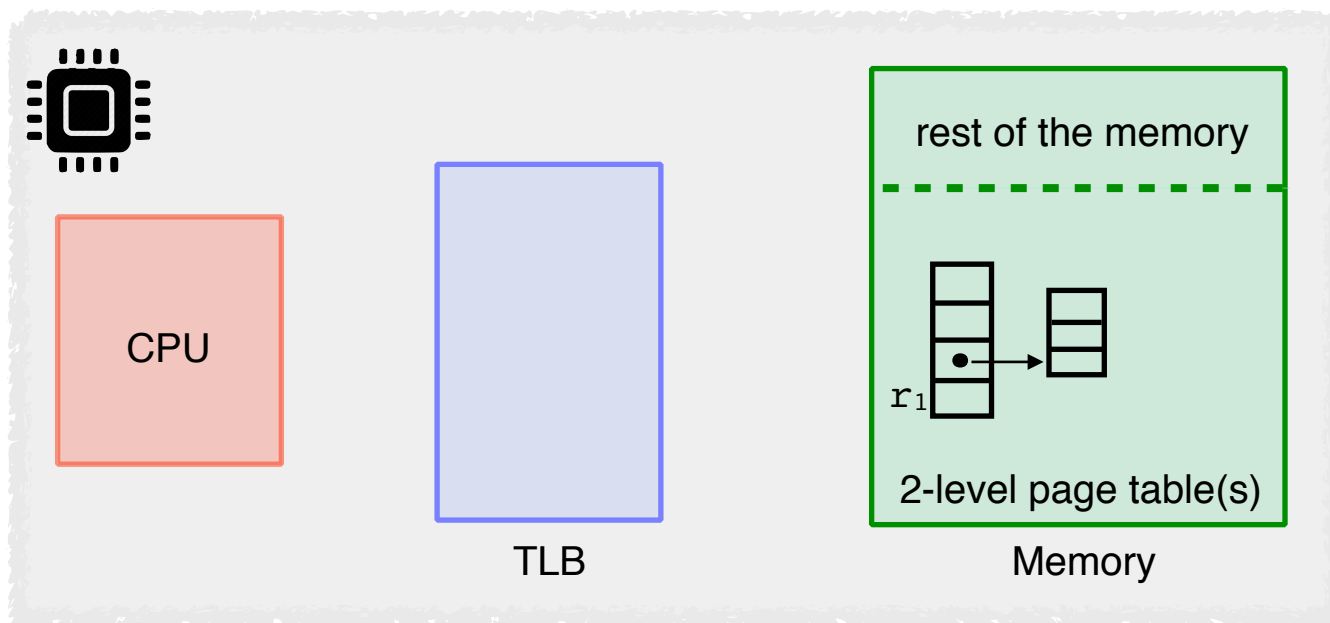 rest of the memory
CPU
r₁
2-level page table(s)
TLB
Memory